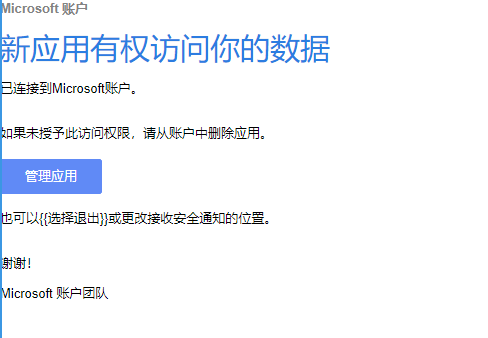 Microsoft 账户
新应用有权访问你的数据
已连接到Microsoft账户。
如果未授予此访问权限，请从账户中删除应用。
管理应用
也可以{{选择退出}}或更改接收安全通知的位置。
谢谢！
Microsoft 账户团队